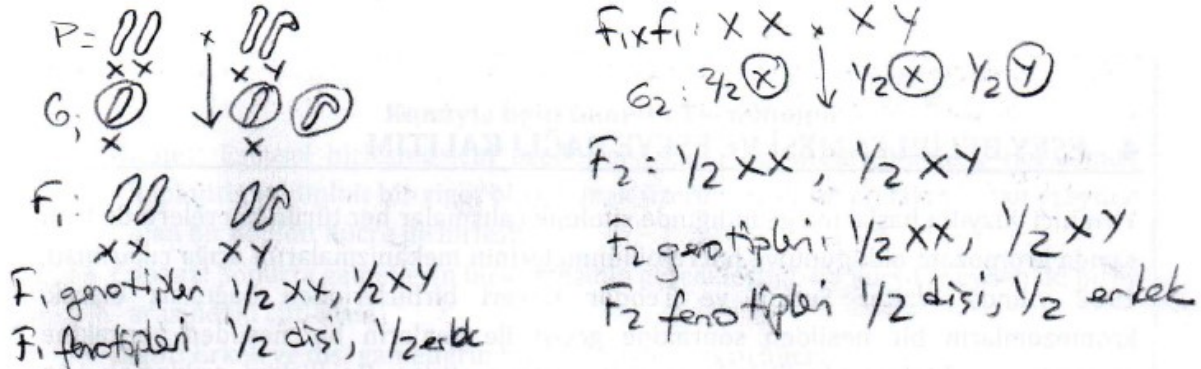 P= x
XX XY
G₁
X X
F₁
XX XY
F₁ genotipleri 1/2 XX, 1/2 XY
F₁ fenotipleri 1/2 dişi, 1/2 erkek
F₁xf₁: XX x XY
G₂: 2/2 X 1/2 X 1/2 Y
F₂: 1/2 XX, 1/2 XY
F₂ genotipleri 1/2 XX, 1/2 XY
F₂ fenotipleri 1/2 dişi, 1/2 erkek